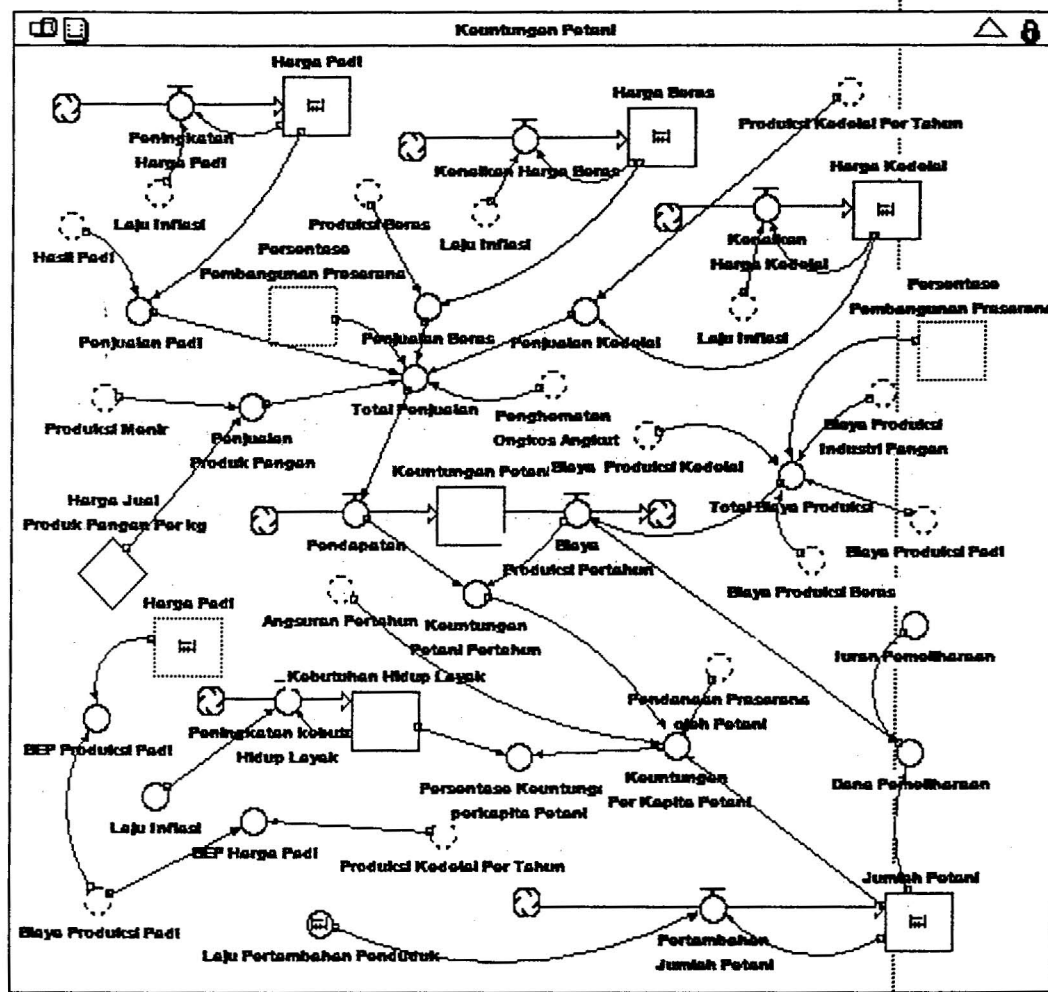 Keuntungan Petani
Harga Padi
Peningkatan
Harga Padi
Laju Inflasi
Harga Beras
Kenaikan Harga Beras
Laju Inflasi
Produksi Kedelai Per Tahun
Harga Kedelai
Kenaikan
Harga Kedelai
Laju Inflasi
Hasil Padi
Produksi Beras
Persentase
Pembangunan Prasarana
Persentase
Pembangunan Prasarana
Penjualan Padi
Penjualan Beras
Penjualan Kedelai
Total Penjualan
Produksi Menir
Penjualan
Produk Pangan
Penghematan
Ongkos Angkut
Biaya Produksi
Industri Pangan
Harga Jual
Produk Pangan Per kg
Keuntungan Petani
Biaya Produksi Kedelai
Total Biaya Produksi
Pendapatan
Biaya
Produksi Pertahun
Biaya Produksi Padi
Biaya Produksi Beras
Harga Padi
Angsuran Pertahun
Keuntungan
Petani Pertahun
Iuran Pemeliharaan
Kebutuhan Hidup Layak
Pendanaan Prasarana
oleh Petani
BEP Produksi Padi
Peningkatan kebut
Hidup Layak
Persentase Keuntunga
perkapita Petani
Keuntungan
Per Kapita Petani
Dana Pemeliharaan
Laju Inflasi
BEP Harga Padi
Produksi Kedelai Per Tahun
Jumlah Petani
Biaya Produksi Padi
Laju Pertambahan Penduduk
Pertambahan
Jumlah Petani